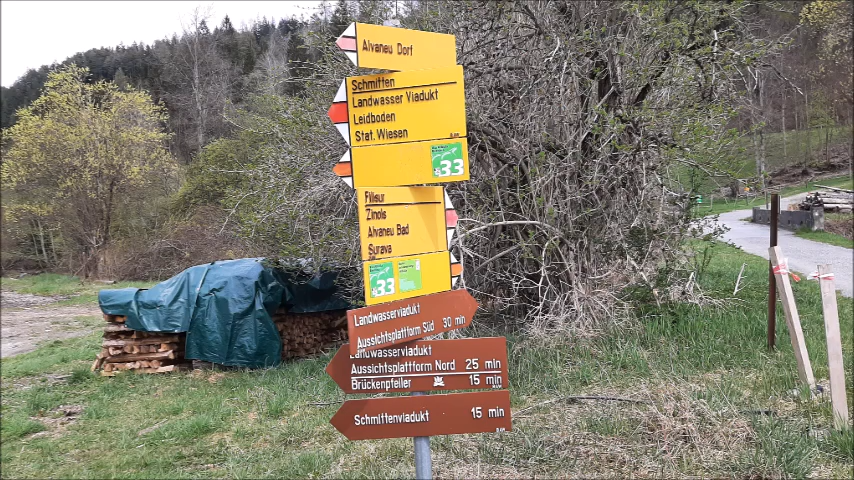 Alvaneu Dorf
Schmitten
Landwasser Viadukt
Leidboden
Stat. Wiesen
33
Filisur
Zinols
Alvaneu Bad
Surava
33
Landwasserviadukt
Aussichtsplattform Süd 30 min
Landwasserviadukt
Aussichtsplattform Nord 25 min
Brückenpfeiler 15 min
Schmittenviadukt 15 min